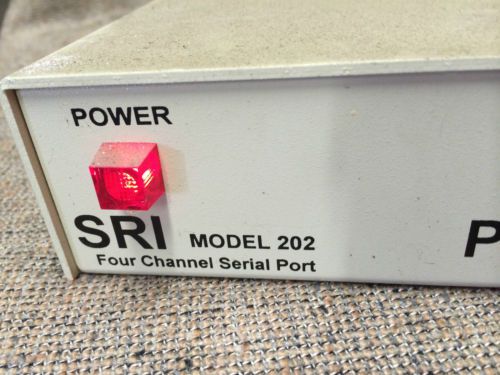 POWER
SRI MODEL 202
Four Channel Serial Port
P